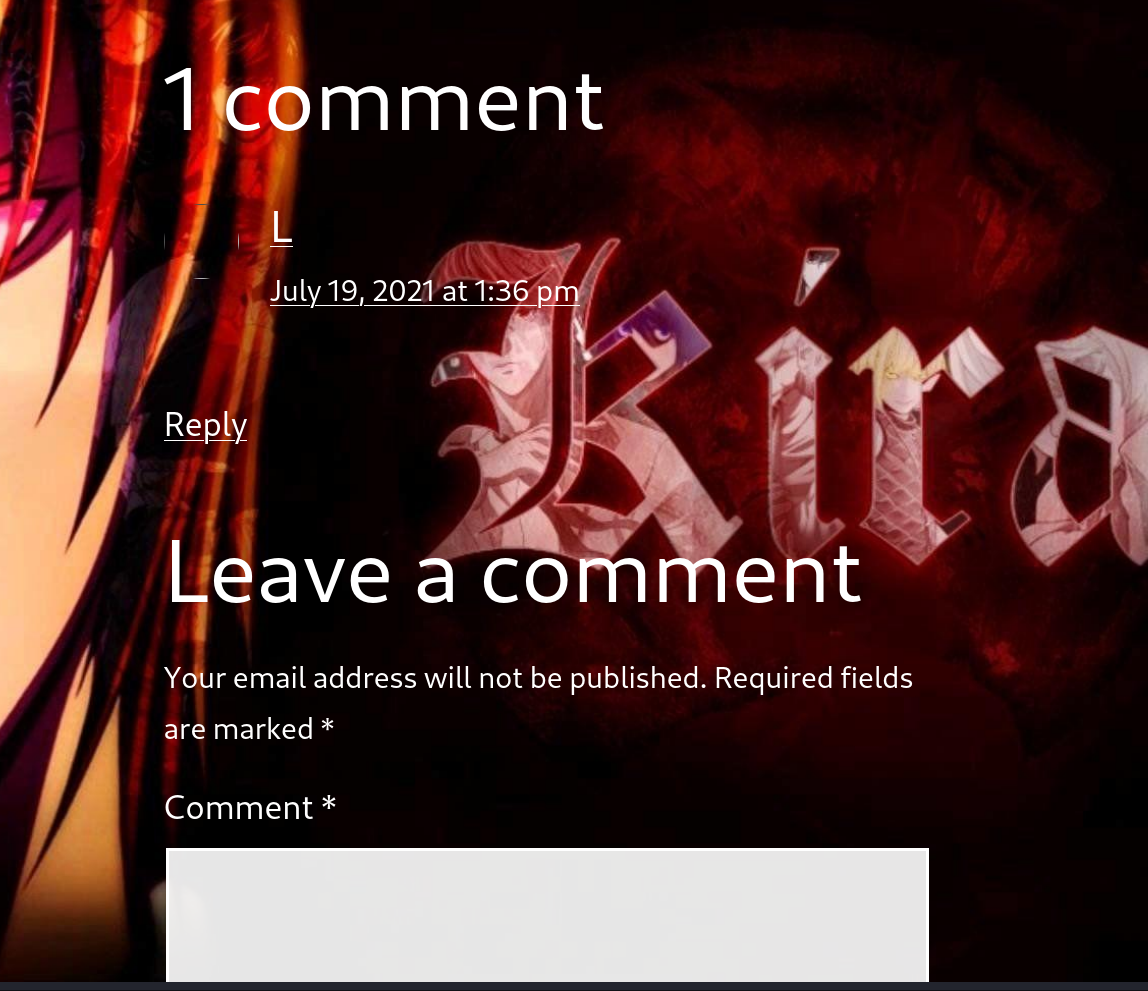 1 comment
L
July 19, 2021 at 1:36 pm
Kira
Reply
Leave a comment
Your email address will not be published. Required fields
are marked *
Comment *